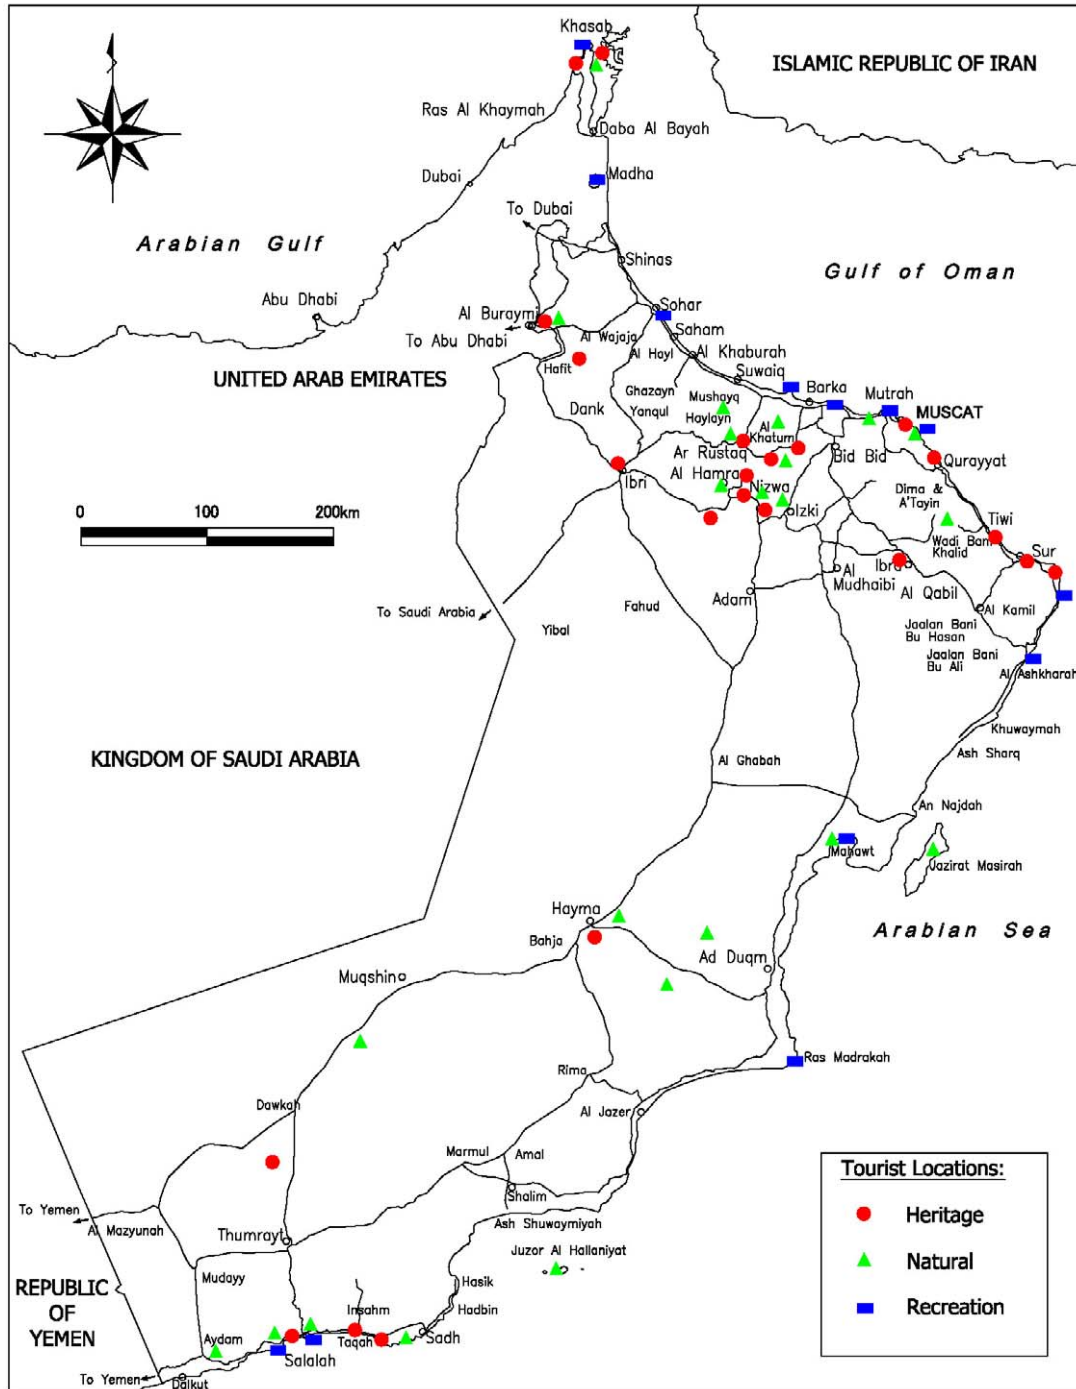 Khasab
ISLAMIC REPUBLIC OF IRAN
Ras Al Khaymah
Daba Al Bayah
Dubai
Madha
To Dubai
Arabian Gulf
Shinas
Gulf of Oman
Abu Dhabi
Al Buraymi
Sohar
To Abu Dhabi
Al Wajaja
Saham
Al Hayl
Al Khaburah
Hafit
UNITED ARAB EMIRATES
Suwaiq
Ghazayn
Barka
Mutrah
Mushayq
Dank
Yanqul
Haylayn
Al
Khatum
MUSCAT
Ar Rustaq
Bid Bid
Qurayyat
Al Hamra
Ibri
Nizwa
Izki
Dima &
A'Tayin
0
100
200km
Tiwi
Wadi Bani
Khalid
Sur
Ibra
Al
Mudhaibi
Al Qabil
Adam
Al Kamil
To Saudi Arabia
Fahud
Yibal
Jaalan Bani
Bu Hasan
Jaalan Bani
Bu Ali
Al Ashkharah
Khuwaymah
Ash Sharq
KINGDOM OF SAUDI ARABIA
Al Ghabah
An Najdah
Mahawt
Jazirat Masirah
Hayma
Arabian Sea
Bahja
Ad Duqm
Muqshin
Ras Madrakah
Rima
Dawkah
Al Jazer
Marmul
Amal
Shalim
Tourist Locations:
Heritage
Natural
Recreation
To Yemen
Al Mazyunah
Ash Shuwaymiyah
Thumrayt
Juzor Al Hallaniyat
Mudayy
REPUBLIC
OF
YEMEN
Hasik
Insahm
Hadbin
Aydam
Taqah
Sadh
Salalah
To Yemen
Dalkut